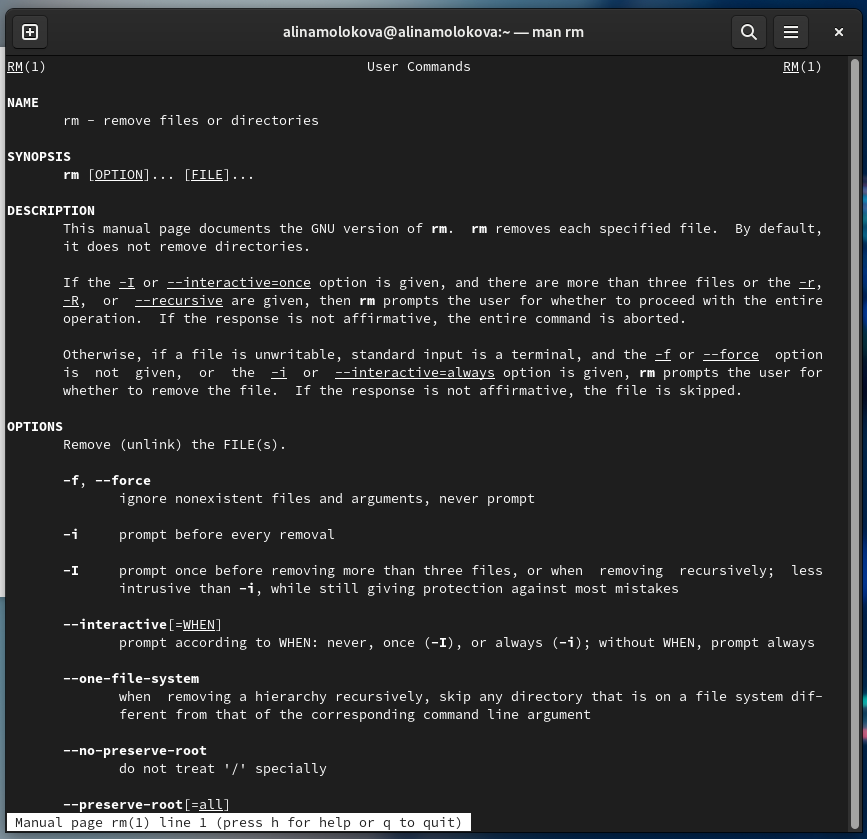 alinamolokova@alinamolokova:~ — man rm
RM(1) User Commands RM(1)
NAME
rm - remove files or directories
SYNOPSIS
rm [OPTION]... [FILE]...
DESCRIPTION
This manual page documents the GNU version of rm. rm removes each specified file. By default,
it does not remove directories.
If the -I or --interactive=once option is given, and there are more than three files or the -r,
-R, or --recursive are given, then rm prompts the user for whether to proceed with the entire
operation. If the response is not affirmative, the entire command is aborted.
Otherwise, if a file is unwritable, standard input is a terminal, and the -f or --force option
is not given, or the -i or --interactive=always option is given, rm prompts the user for
whether to remove the file. If the response is not affirmative, the file is skipped.
OPTIONS
Remove (unlink) the FILE(s).
-f, --force
ignore nonexistent files and arguments, never prompt
-i prompt before every removal
-I prompt once before removing more than three files, or when removing recursively; less
intrusive than -i, while still giving protection against most mistakes
--interactive[=WHEN]
prompt according to WHEN: never, once (-I), or always (-i); without WHEN, prompt always
--one-file-system
when removing a hierarchy recursively, skip any directory that is on a file system dif-
ferent from that of the corresponding command line argument
--no-preserve-root
do not treat '/' specially
--preserve-root[=all]
Manual page rm(1) line 1 (press h for help or q to quit)